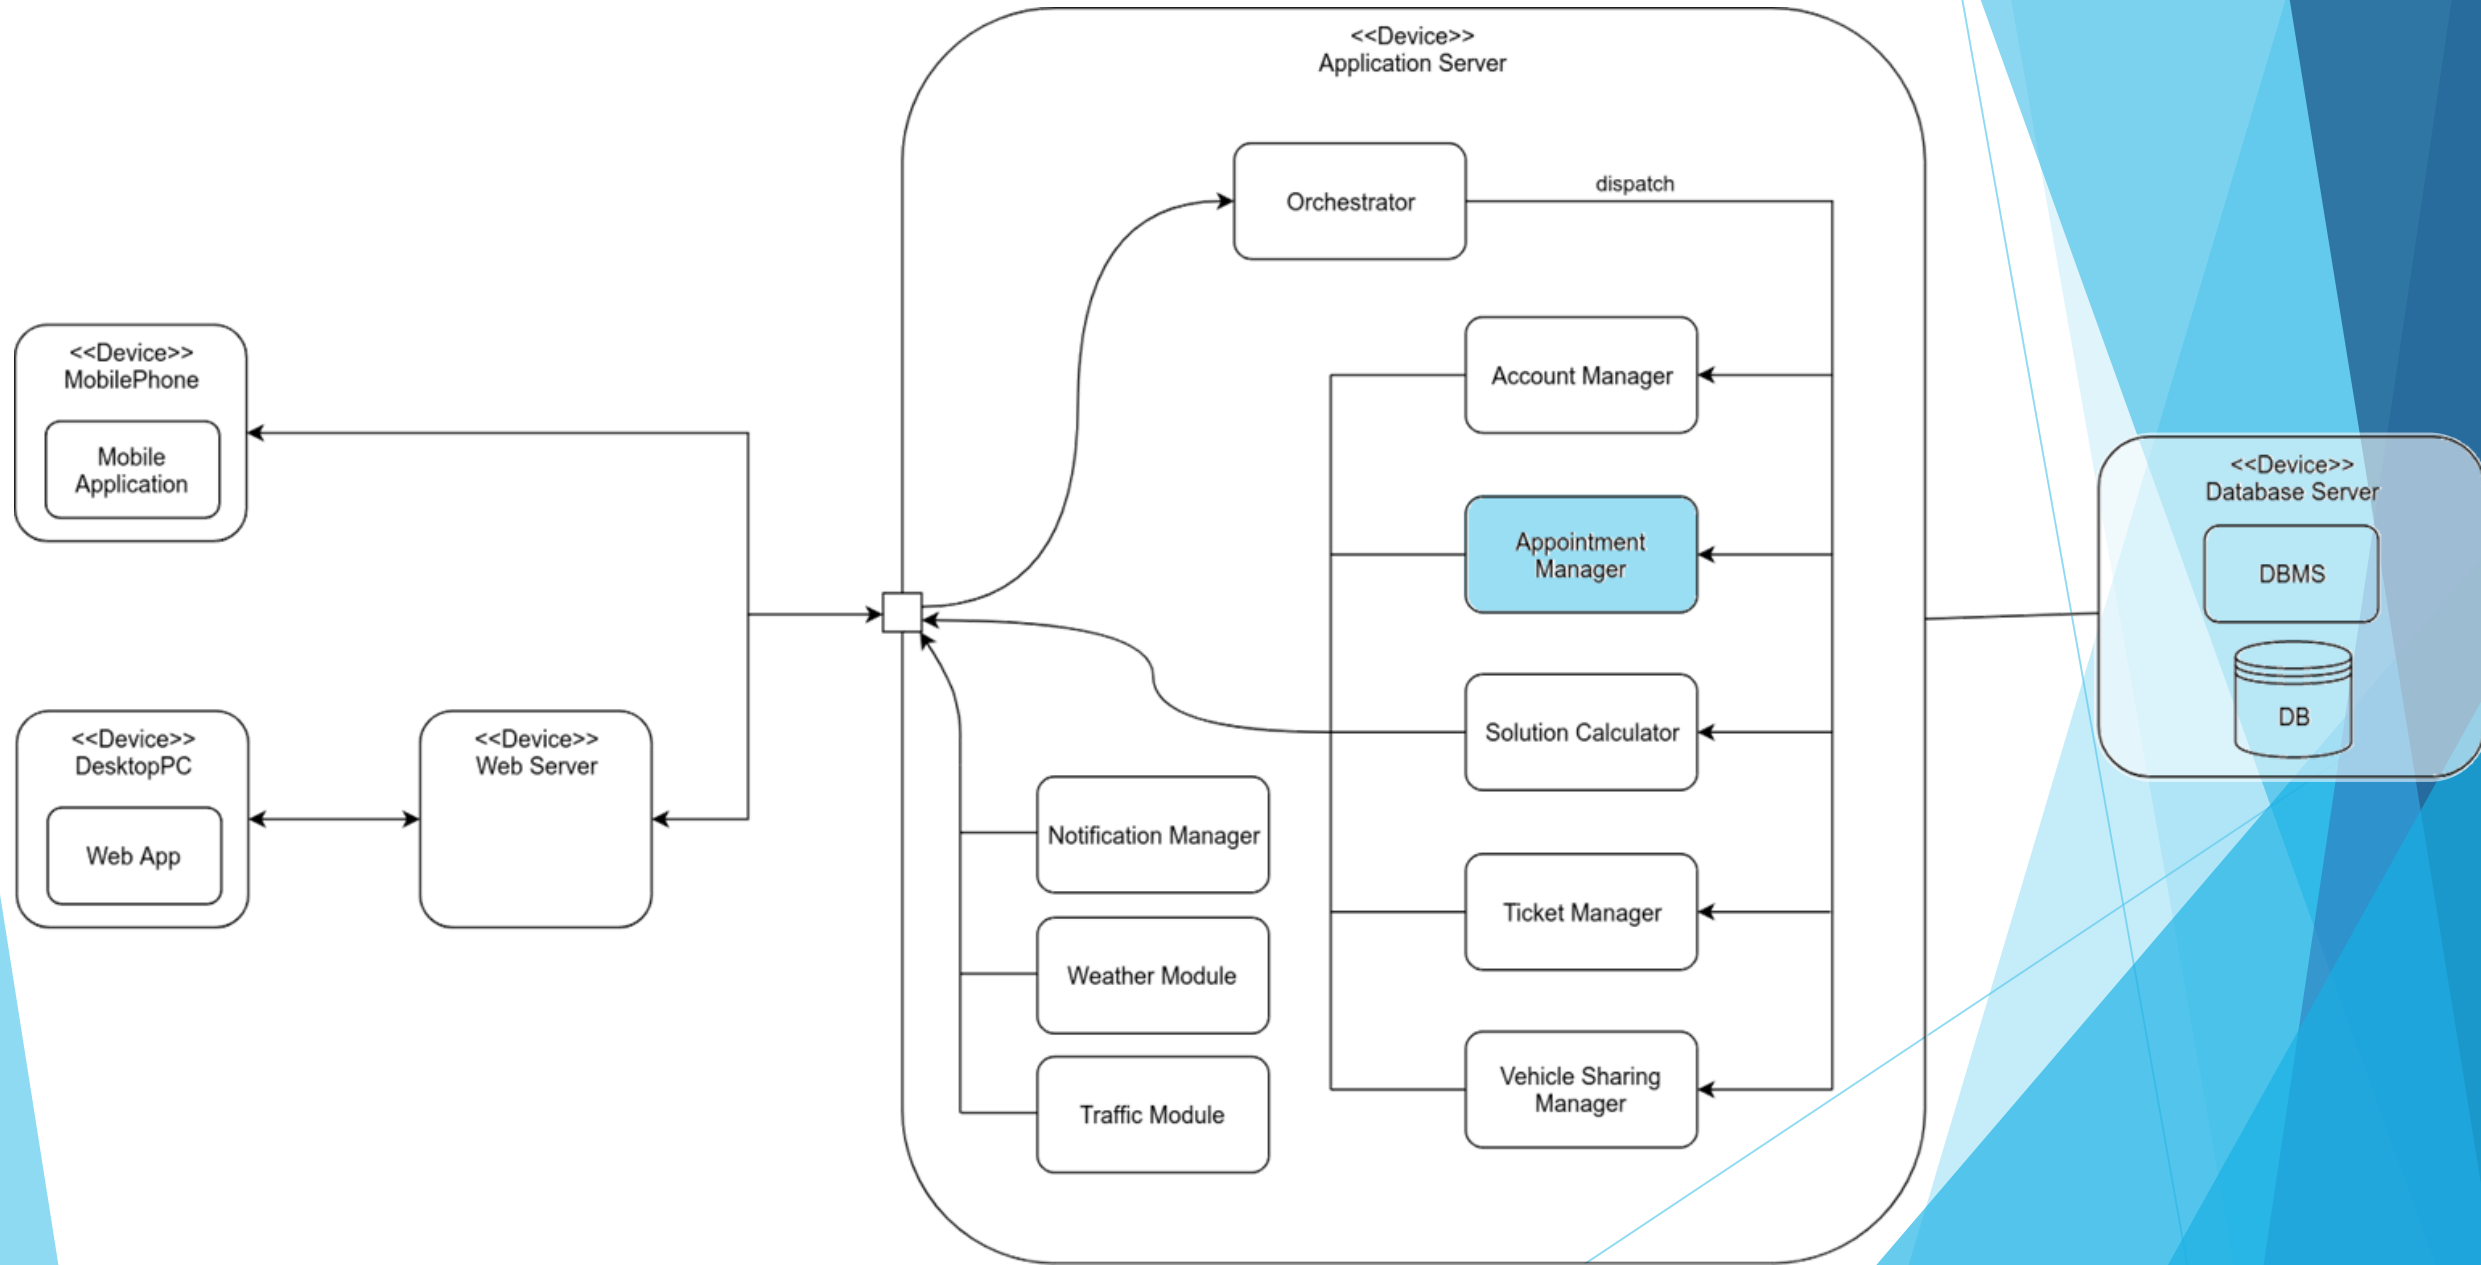 <<Device>>
Application Server
Orchestrator
dispatch
<<Device>>
MobilePhone
Mobile
Application
<<Device>>
DesktopPC
Web App
<<Device>>
Web Server
Account Manager
Appointment
Manager
Solution Calculator
Ticket Manager
Vehicle Sharing
Manager
Notification Manager
Weather Module
Traffic Module
<<Device>>
Database Server
DBMS
DB